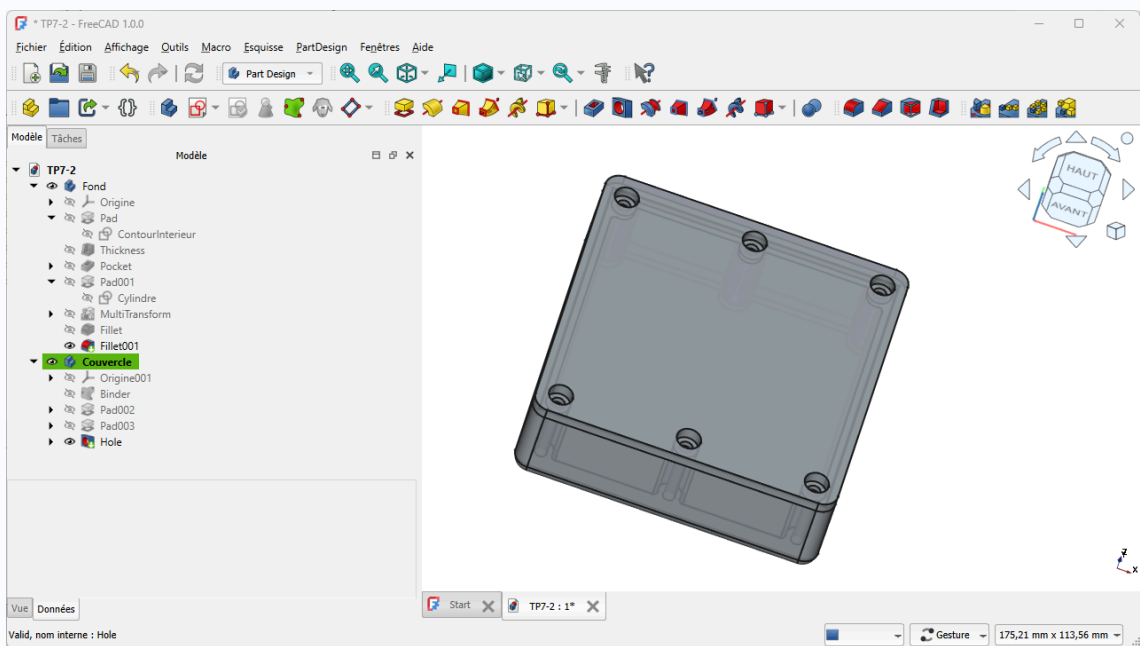 * TP7-2 - FreeCAD 1.0.0
Fichier Édition Affichage Outils Macro Esquisse PartDesign Fenêtres Aide
Part Design
Modèle Tâches
Modèle
TP7-2
Fond
Origine
Pad
ContourInterieur
Thickness
Pocket
Pad001
Cylindre
MultiTransform
Fillet
Fillet001
Couvercle
Origine001
Binder
Pad002
Pad003
Hole
HAUT
AVANT
Z
X
Vue Données
Start TP7-2 : 1*
Valid, nom interne : Hole
Gesture 175,21 mm x 113,56 mm